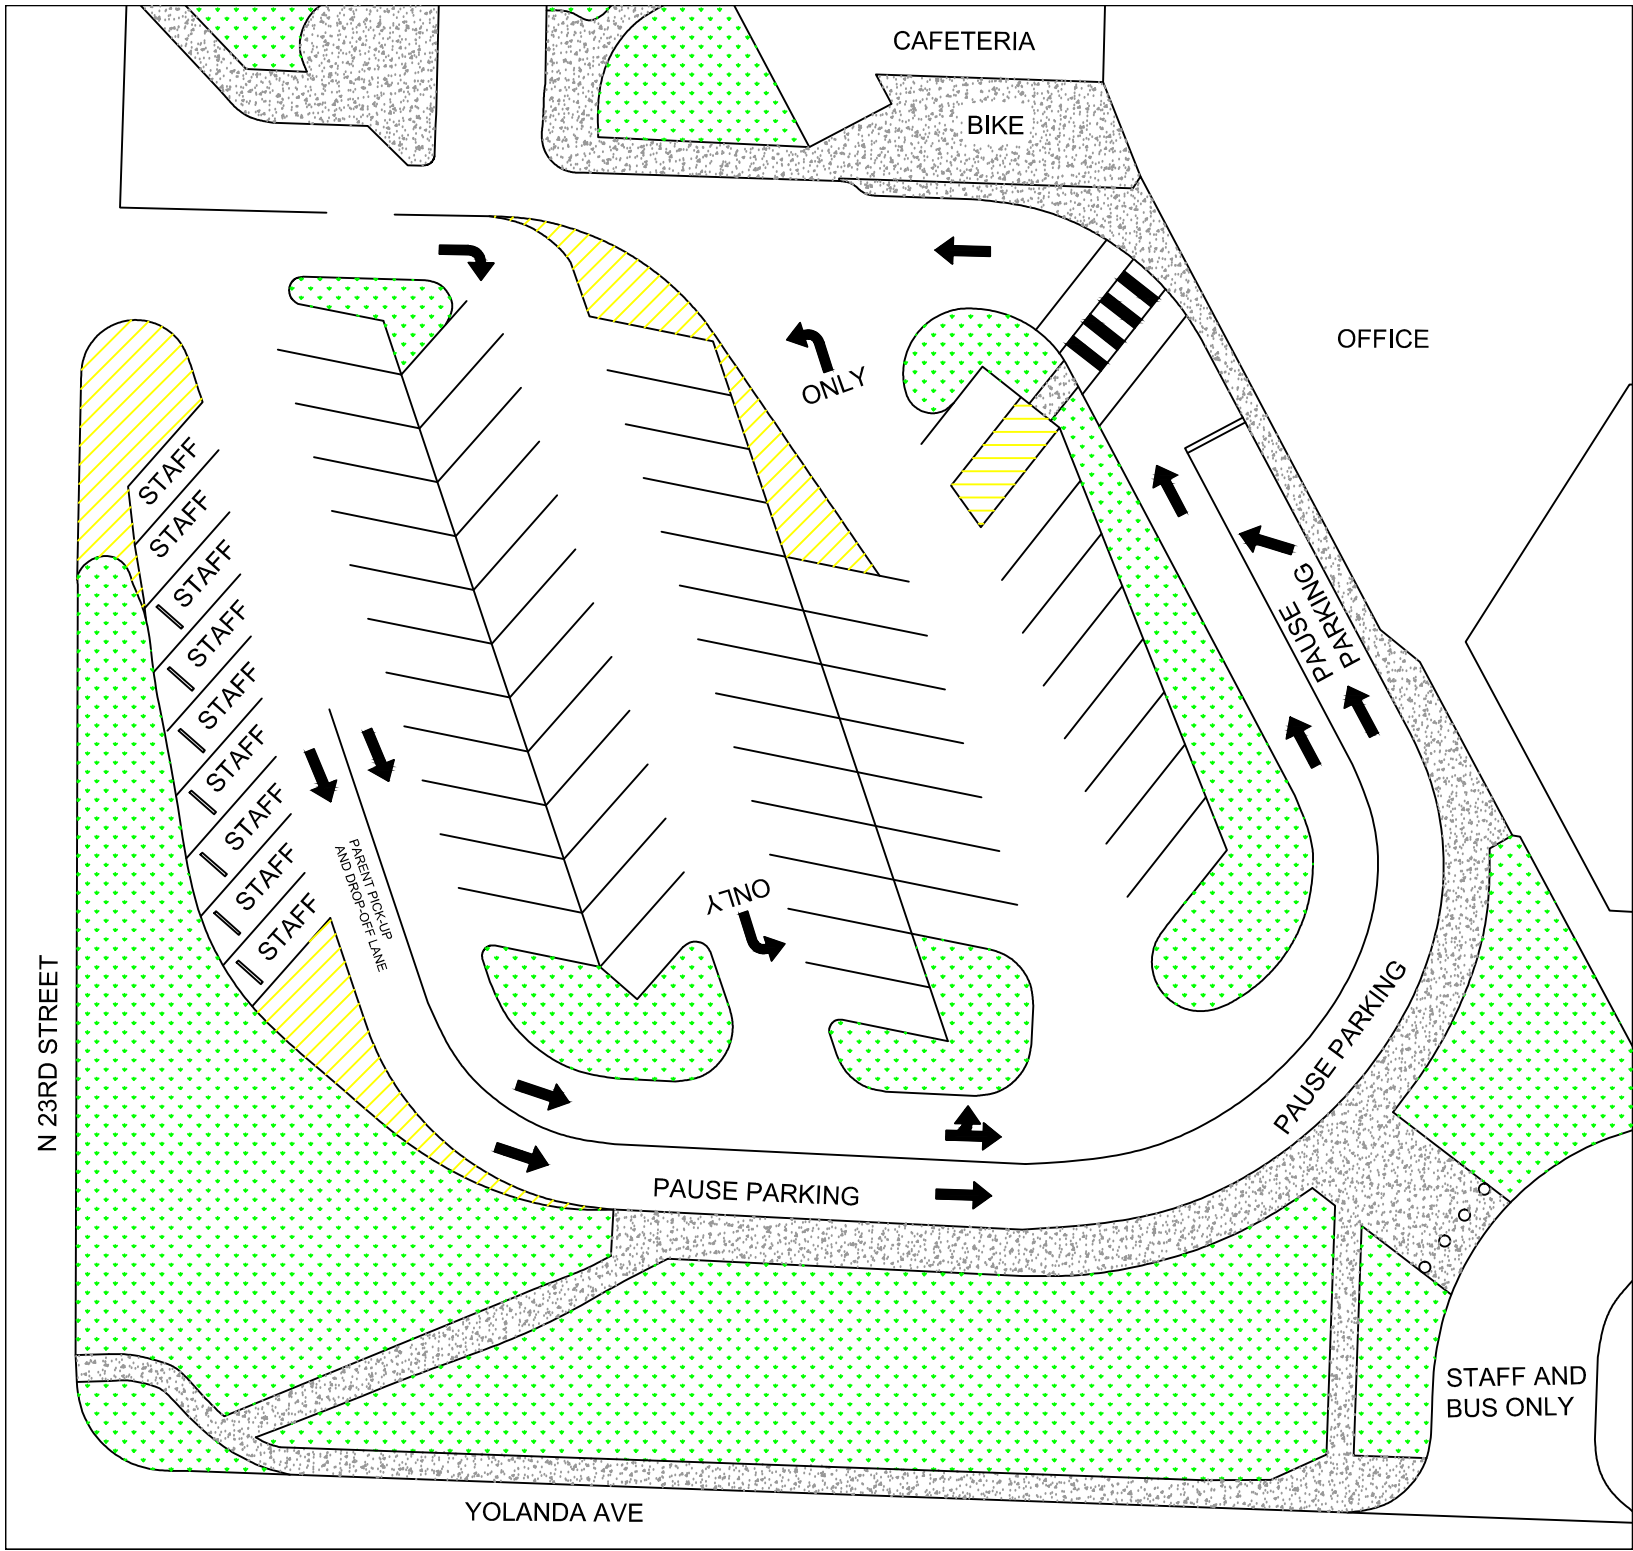 CAFETERIA
BIKE
OFFICE
ONLY
STAFF
STAFF
STAFF
STAFF
STAFF
STAFF
STAFF
STAFF
STAFF
PAUSE
PARKING
PARENT PICK-UP
AND DROP-OFF LANE
ONLY
N 23RD STREET
PAUSE PARKING
PAUSE PARKING
STAFF AND
BUS ONLY
YOLANDA AVE